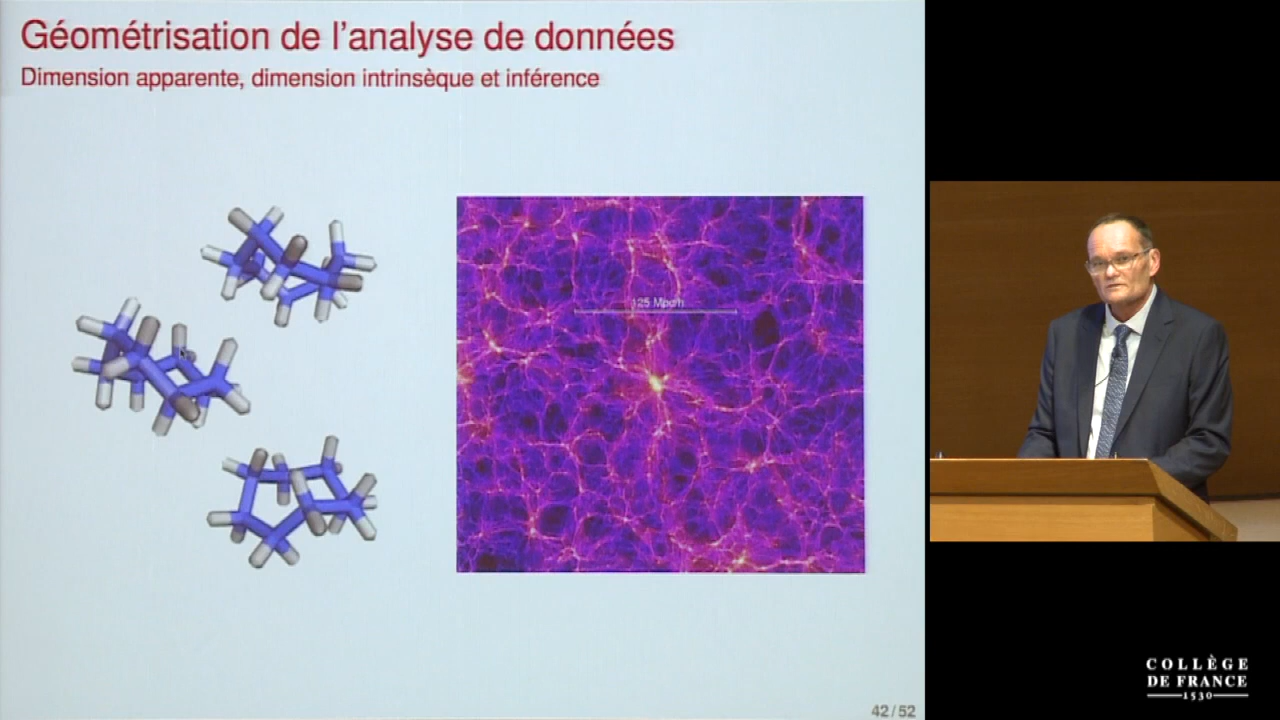 Géométrisation de l'analyse de données
Dimension apparente, dimension intrinsèque et inférence
125 Mpc/h
42 / 52
COLLÈGE
DE FRANCE
1530